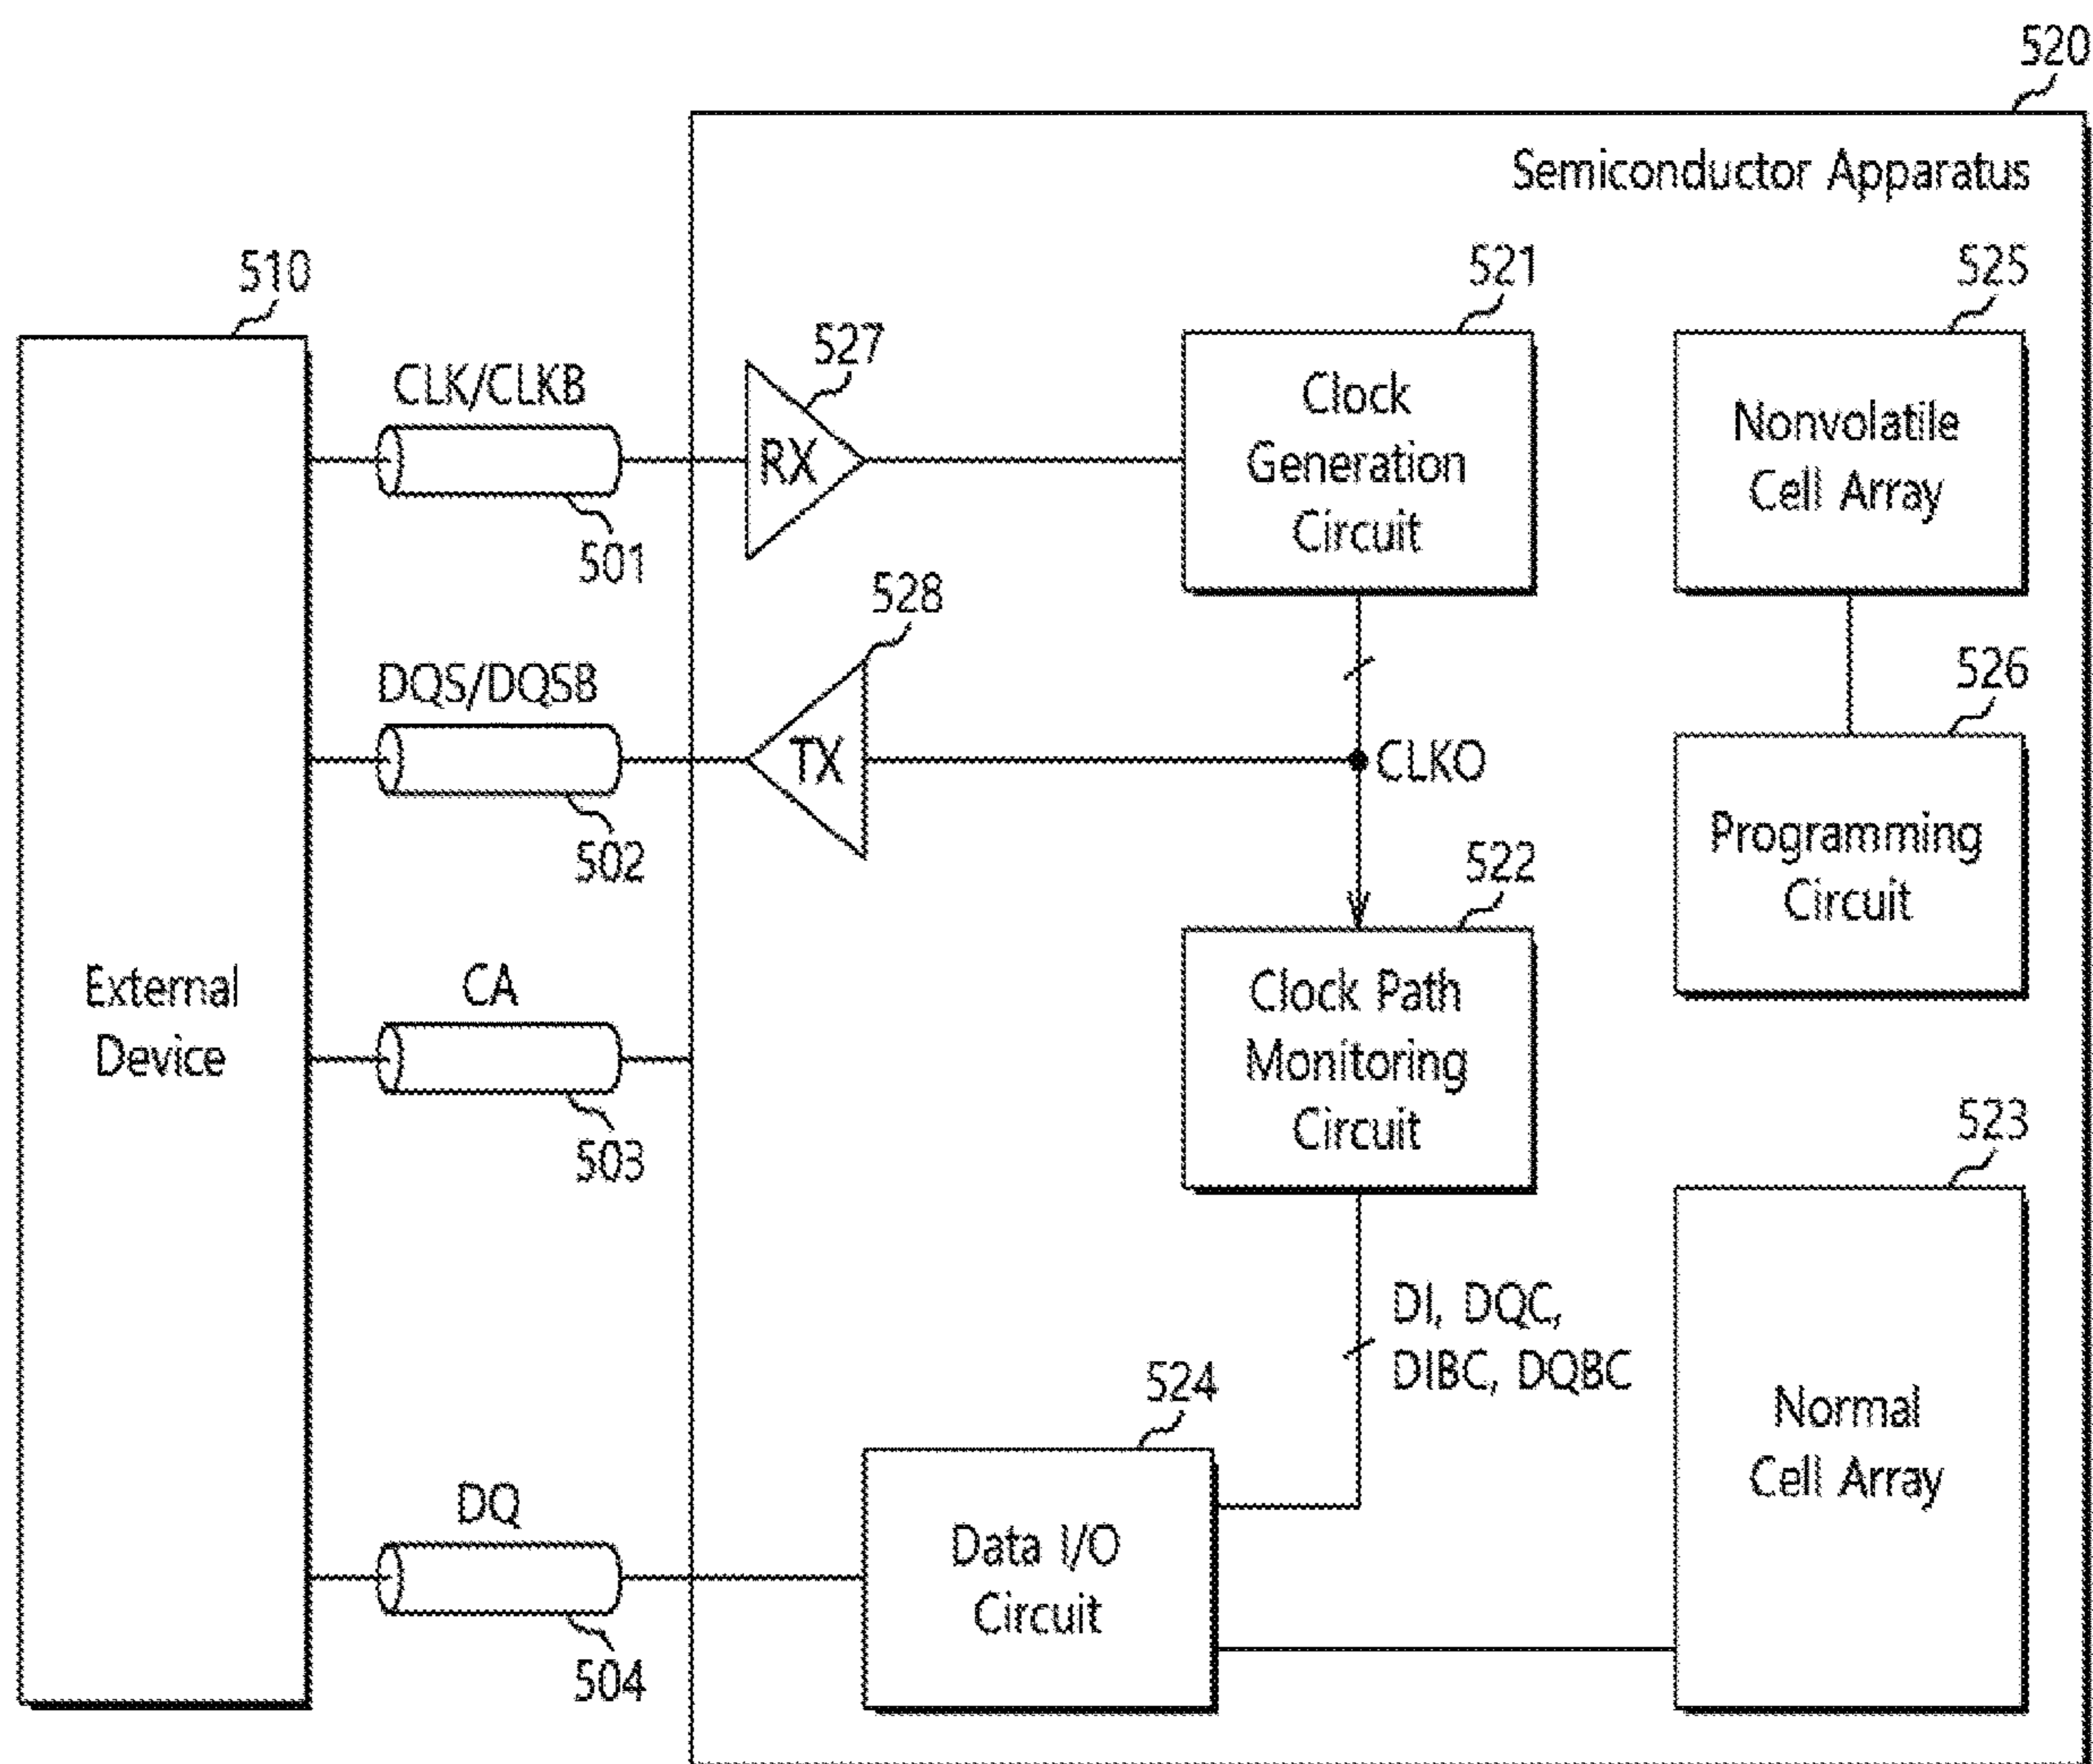 520
Semiconductor Apparatus
510
527
521
525
CLK/CLKB
RX
Clock
Generation
Circuit
Nonvolatile
Cell Array
501
528
DQS/DQSB
TX
CLKO
526
Programming
Circuit
502
522
External
Device
CA
Clock Path
Monitoring
Circuit
503
523
DI, DQC,
DIBC, DQBC
524
Normal
Cell Array
DQ
Data I/O
Circuit
504